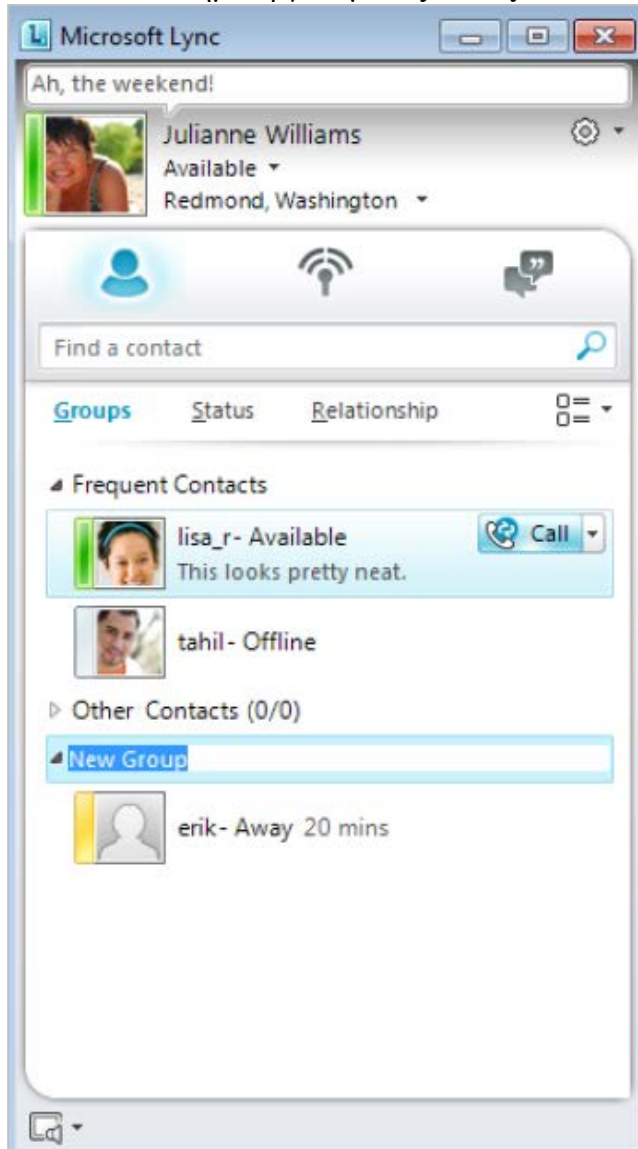 Microsoft Lync
Ah, the weekend!
Julianne Williams
Available
Redmond, Washington
Find a contact
Groups Status Relationship
Frequent Contacts
lisa_r- Available
Call
This looks pretty neat.
tahil- Offline
Other Contacts (0/0)
New Group
erik- Away 20 mins